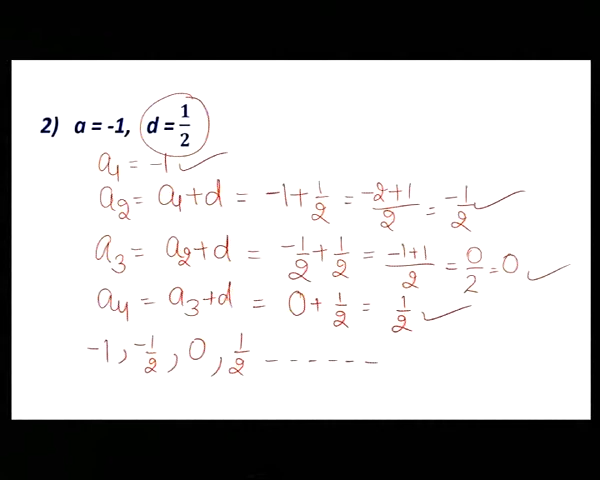 2) a = -1, d = 1/2
a₁ = -1 ✓
a₂ = a₁+d = -1+1/2 = (-2+1)/2 = -1/2 ✓
a₃ = a₂+d = -1/2+1/2 = (-1+1)/2 = 0/2 = 0 ✓
a₄ = a₃+d = 0+1/2 = 1/2 ✓
-1, -1/2, 0, 1/2 ------